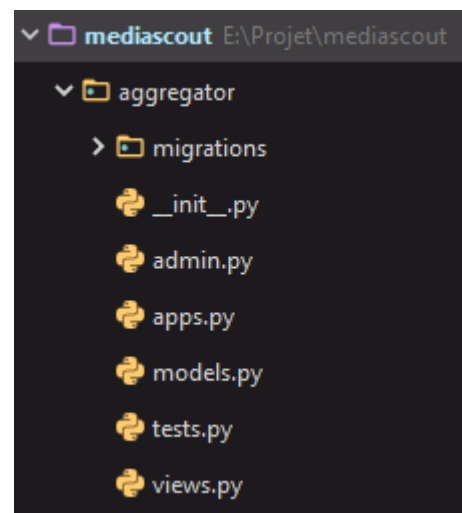 mediascout E:\Projet\mediascout
aggregator
migrations
__init__.py
admin.py
apps.py
models.py
tests.py
views.py